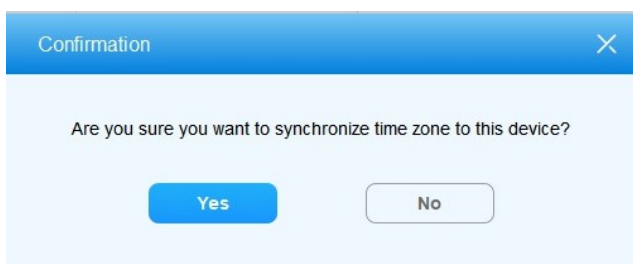 Confirmation
Are you sure you want to synchronize time zone to this device?
Yes
No